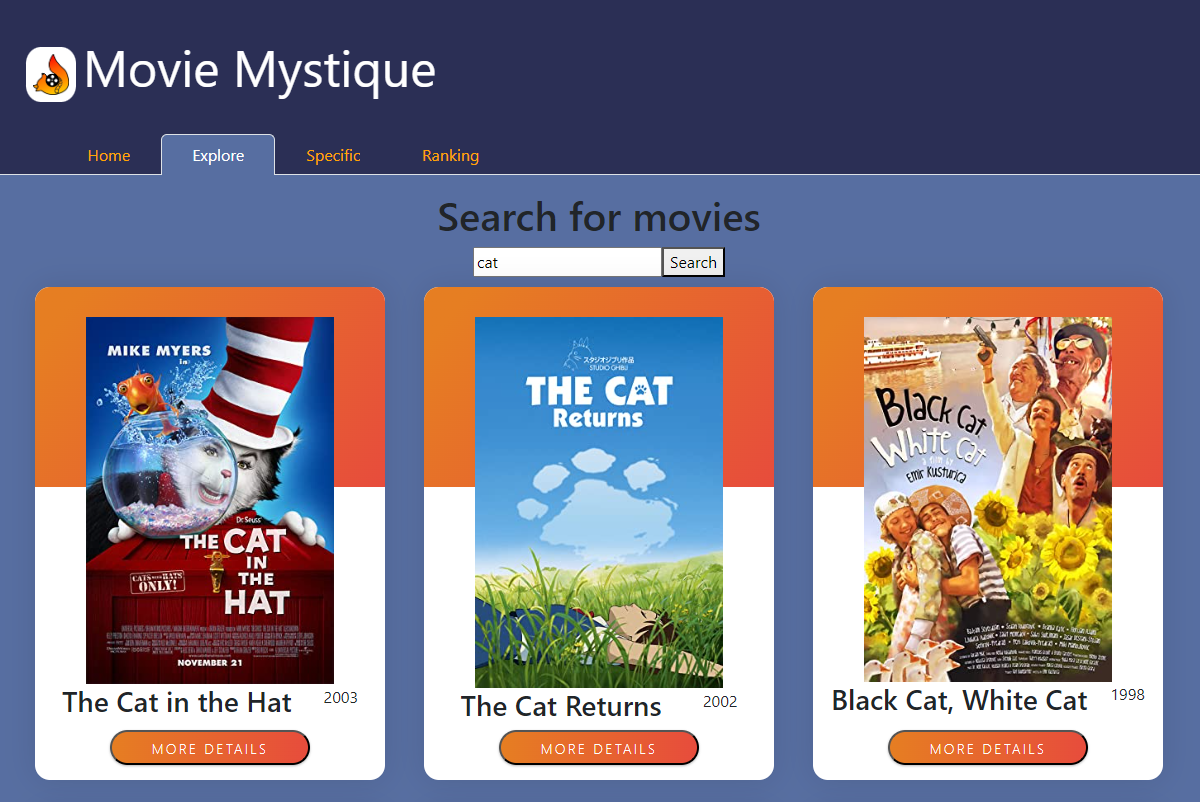 Movie Mystique
Home
Explore
Specific
Ranking
Search for movies
cat
Search
MIKE MYERS
in
Dr. Seuss'
THE CAT
IN
THE
HAT
CATS WITH HATS
ONLY!
NOVEMBER 21
The Cat in the Hat
2003
MORE DETAILS
スタジオジブリ作品
STUDIO GHIBLI
THE CAT
Returns
The Cat Returns
2002
MORE DETAILS
Black Cat
White Cat
a film by
EMIR KUSTURICA
Black Cat, White Cat
1998
MORE DETAILS